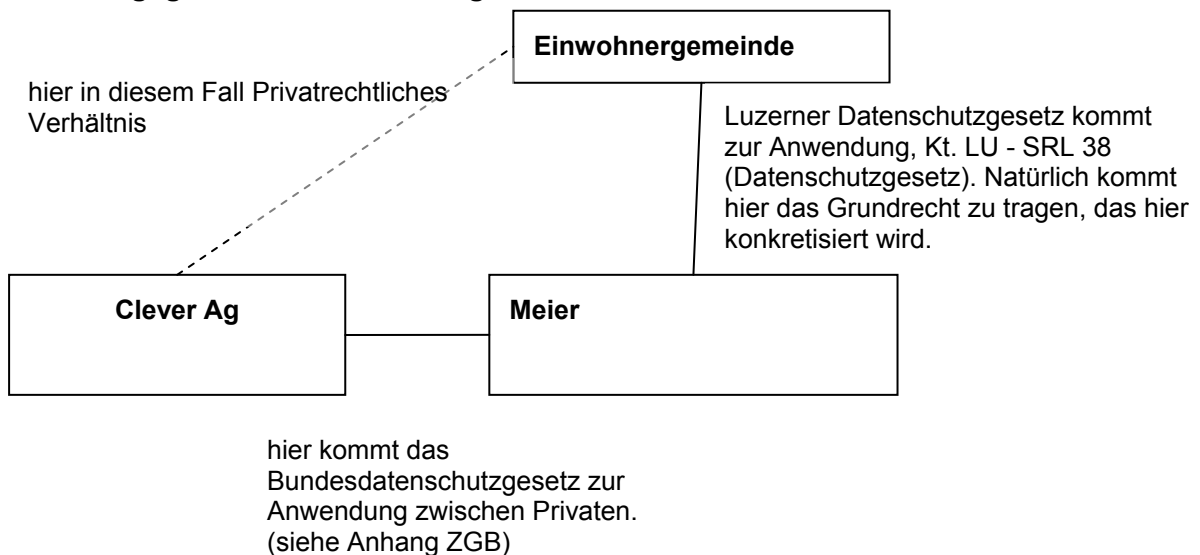 Einwohnergemeinde
hier in diesem Fall Privatrechtliches
Verhältnis
Luzerner Datenschutzgesetz kommt
zur Anwendung, Kt. LU - SRL 38
(Datenschutzgesetz). Natürlich kommt
hier das Grundrecht zu tragen, das hier
konkretisiert wird.
Clever Ag
Meier
hier kommt das
Bundesdatenschutzgesetz zur
Anwendung zwischen Privaten.
(siehe Anhang ZGB)